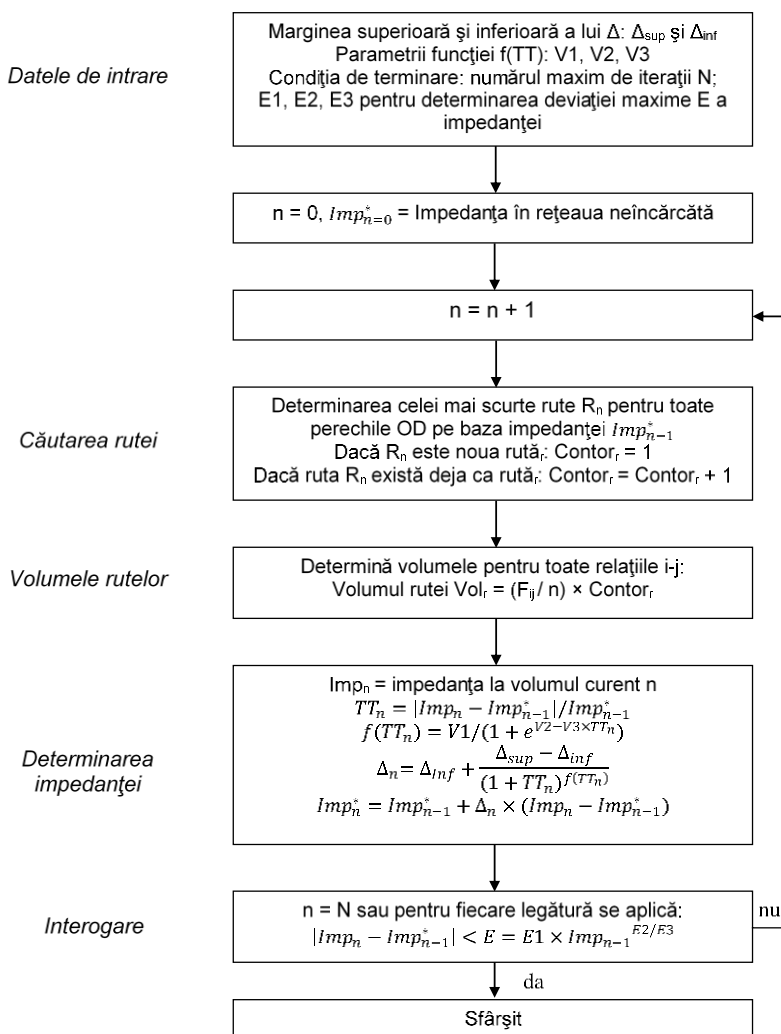 Datele de intrare
Marginea superioară şi inferioară a lui Δ: Δsup şi Δinf
Parametrii funcţiei f(TT): V1, V2, V3
Condiţia de terminare: numărul maxim de iteraţii N;
E1, E2, E3 pentru determinarea deviaţiei maxime E a
impedanţei
n = 0, Imp*n=0 = Impedanţa în reţeaua neîncărcată
n = n + 1
Căutarea rutei
Determinarea celei mai scurte rute Rn pentru toate
perechile OD pe baza impedanţei Imp*n−1
Dacă Rn este noua rutăr: Contorr = 1
Dacă ruta Rn există deja ca rutăr: Contorr = Contorr + 1
Volumele rutelor
Determină volumele pentru toate relaţiile i-j:
Volumul rutei Volr = (Fij / n) × Contorr
Determinarea
impedanţei
Impn = impedanţa la volumul curent n
TTn = |Impn − Imp*n−1|/Imp*n−1
f(TTn) = V1/(1 + e^V2−V3×TTn)
Δn= ΔInf + (Δsup − Δinf)/(1 + TTn)^f(TTn)
Imp*n = Imp*n−1 + Δn × (Impn − Imp*n−1)
Interogare
n = N sau pentru fiecare legătură se aplică:
|Impn − Imp*n−1| < E = E1 × Impn−1^E2/E3
nu
da
Sfârşit